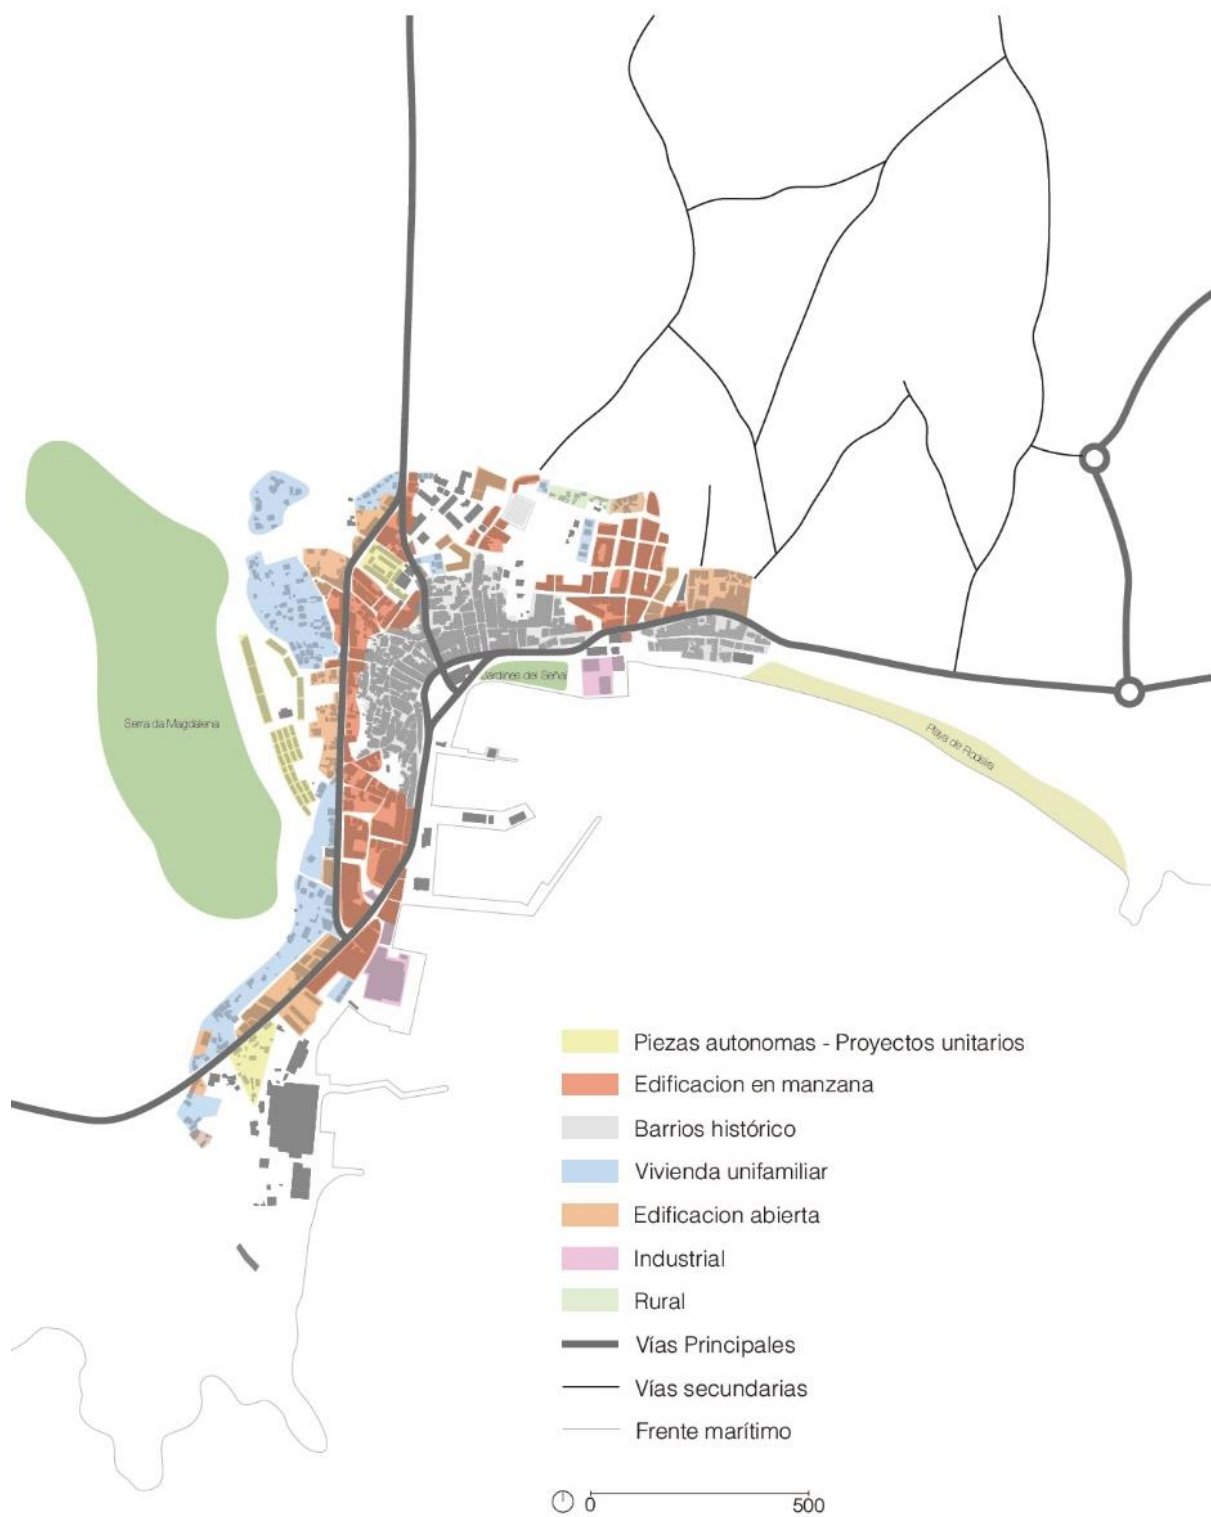 Jardines del Señal
Serra da Magdalena
Playa de Rodeira
Piezas autonomas - Proyectos unitarios
Edificacion en manzana
Barrios histórico
Vivienda unifamiliar
Edificacion abierta
Industrial
Rural
Vías Principales
Vías secundarias
Frente marítimo
0 500